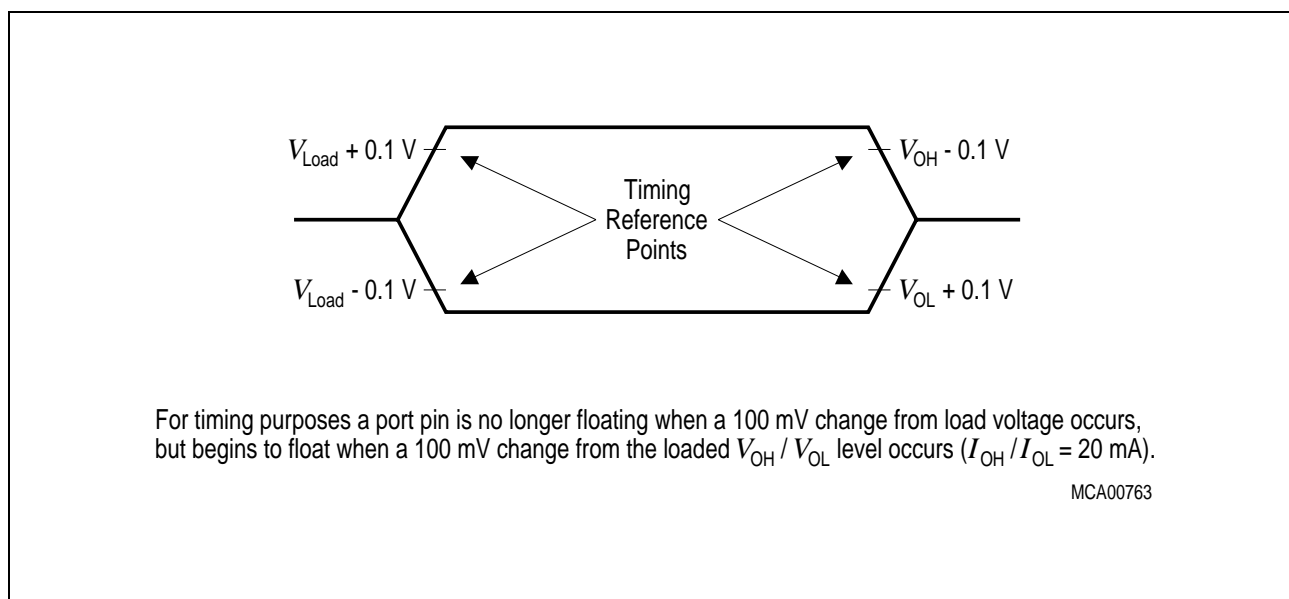 V_Load + 0.1 V
V_OH - 0.1 V
Timing
Reference
Points
V_Load - 0.1 V
V_OL + 0.1 V
For timing purposes a port pin is no longer floating when a 100 mV change from load voltage occurs,
but begins to float when a 100 mV change from the loaded V_OH / V_OL level occurs (I_OH / I_OL = 20 mA).
MCA00763